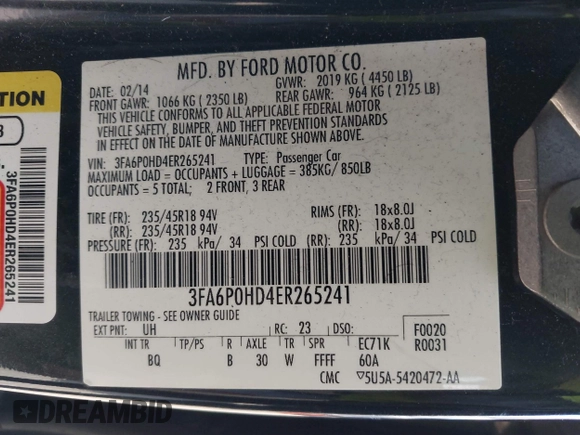 MFD. BY FORD MOTOR CO.
DATE: 02/14 GVWR: 2019 KG ( 4450 LB)
FRONT GAWR: 1066 KG ( 2350 LB) REAR GAWR: 964 KG ( 2125 LB)
THIS VEHICLE CONFORMS TO ALL APPLICABLE FEDERAL MOTOR
VEHICLE SAFETY, BUMPER, AND THEFT PREVENTION STANDARDS
IN EFFECT ON THE DATE OF MANUFACTURE SHOWN ABOVE.
VIN: 3FA6P0HD4ER265241 TYPE: Passenger Car
MAXIMUM LOAD = OCCUPANTS + LUGGAGE = 385KG/ 850LB
OCCUPANTS = 5 TOTAL; 2 FRONT, 3 REAR
TIRE (FR): 235/45R18 94V RIMS (FR): 18x8.0J
(RR): 235/45R18 94V (RR): 18x8.0J
PRESSURE (FR): 235 kPa/ 34 PSI COLD (RR): 235 kPa/ 34 PSI COLD
3FA6P0HD4ER265241
TRAILER TOWING - SEE OWNER GUIDE
EXT PNT: UH RC: 23 DSO: F0020
INT TR TP/PS R AXLE TR SPR EC71K R0031
BQ B 30 W FFFF 60A
CMC 5U5A-5420472-AA
TION
3
3FA6P0HD4ER265241
DREAMBID